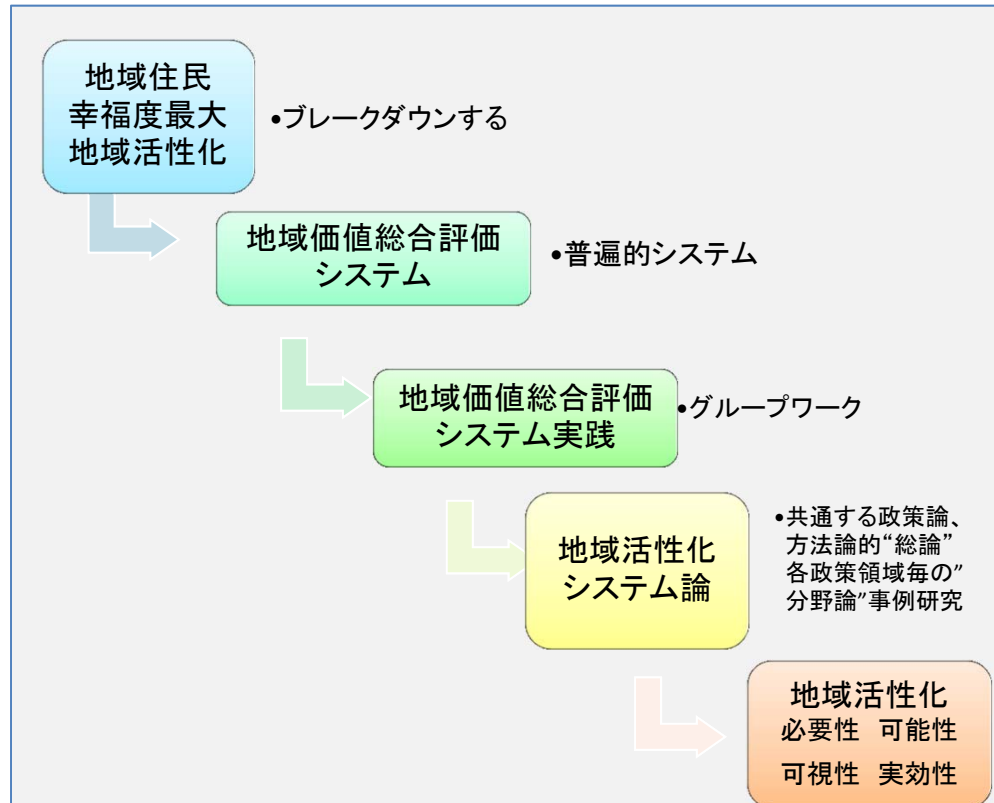 地域住民
幸福度最大
地域活性化
•ブレークダウンする
地域価値総合評価
システム
•普遍的システム
地域価値総合評価
システム実践
•グループワーク
地域活性化
システム論
•共通する政策論、
方法論的“総論”
各政策領域毎の”
分野論”事例研究
地域活性化
必要性 可能性
可視性 実効性